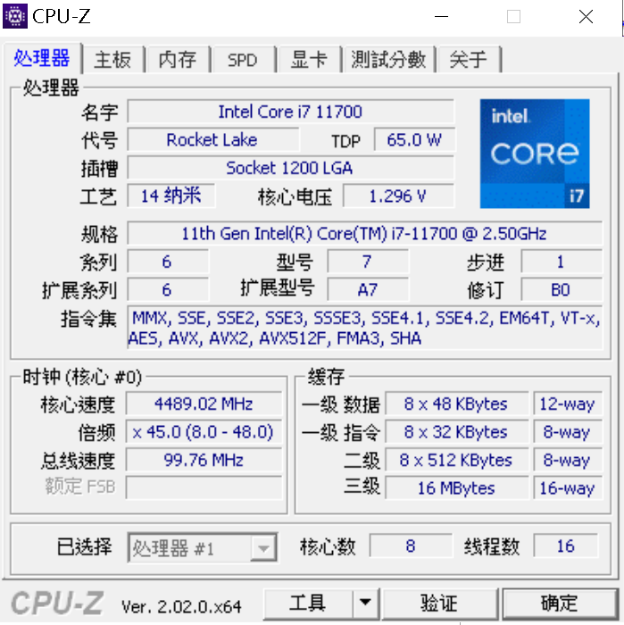 CPU-Z
处理器 主板 内存 SPD 显卡 測試分數 关于
处理器
名字 Intel Core i7 11700
代号 Rocket Lake TDP 65.0 W
插槽 Socket 1200 LGA
工艺 14 纳米 核心电压 1.296 V
intel
CORE
i7
规格 11th Gen Intel(R) Core(TM) i7-11700 @ 2.50GHz
系列 6 型号 7 步进 1
扩展系列 6 扩展型号 A7 修订 B0
指令集 MMX, SSE, SSE2, SSE3, SSSE3, SSE4.1, SSE4.2, EM64T, VT-x,
AES, AVX, AVX2, AVX512F, FMA3, SHA
时钟 (核心 #0)
核心速度 4489.02 MHz
倍频 x 45.0 (8.0 - 48.0)
总线速度 99.76 MHz
额定 FSB
缓存
一级 数据 8 x 48 KBytes 12-way
一级 指令 8 x 32 KBytes 8-way
二级 8 x 512 KBytes 8-way
三级 16 MBytes 16-way
已选择 处理器 #1 核心数 8 线程数 16
CPU-Z Ver. 2.02.0.x64 工具 验证 确定